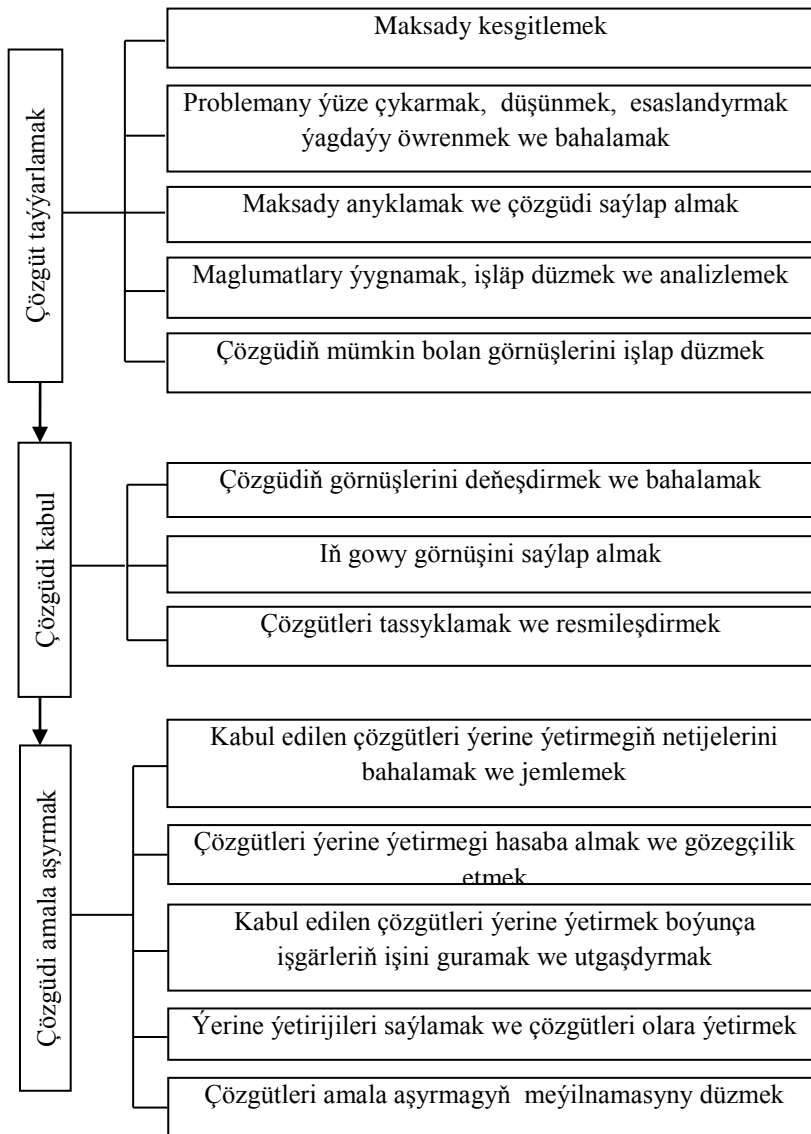 Çözgüt taýýarlamak
Maksady kesgitlemek
Problemany ýüze çykarmak, düşünmek, esaslandyrmak
ýagdaýy öwrenmek we bahalamak
Maksady anyklamak we çözgüdi saýlap almak
Maglumatlary ýygnamak, işläp düzmek we analizlemek
Çözgüdiň mümkin bolan görnüşlerini işlap düzmek
Çözgüdi kabul
Çözgüdiň görnüşlerini deňeşdirmek we bahalamak
Iň gowy görnüşini saýlap almak
Çözgütleri tassyklamak we resmileşdirmek
Çözgüdi amala aşyrmak
Kabul edilen çözgütleri ýerine ýetirmegiň netijelerini
bahalamak we jemlemek
Çözgütleri ýerine ýetirmegi hasaba almak we gözegçilik
etmek
Kabul edilen çözgütleri ýerine ýetirmek boýunça
işgärleriň işini guramak we utgaşdyrmak
Ýerine ýetirijileri saýlamak we çözgütleri olara ýetirmek
Çözgütleri amala aşyrmagyň meýilnamasyny düzmek